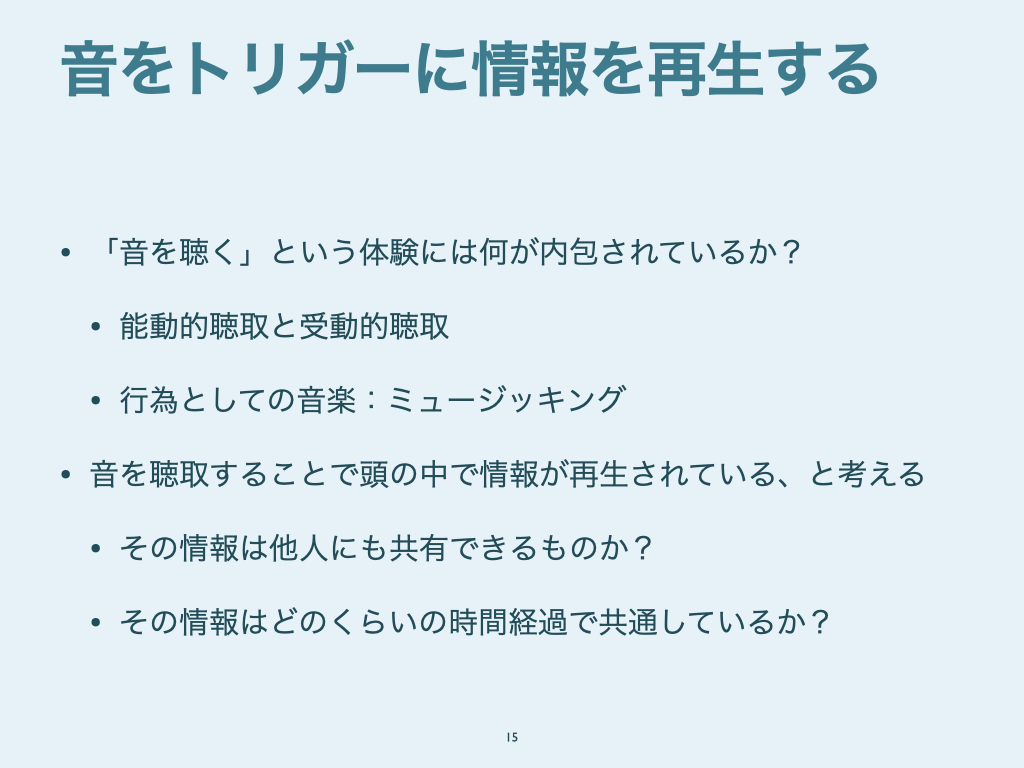 音をトリガーに情報を再生する
• 「音を聴く」という体験には何が内包されているか？
• 能動的聴取と受動的聴取
• 行為としての音楽：ミュージッキング
• 音を聴取することで頭の中で情報が再生されている、と考える
• その情報は他人にも共有できるものか？
• その情報はどのくらいの時間経過で共通しているか？
15